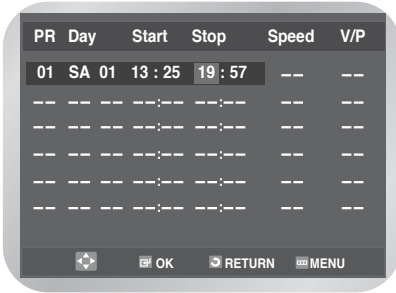 PR Day Start Stop Speed V/P
01 SA 01 13 : 25 19 : 57 –– ––
–– –– –– ––:–– ––:–– –– ––
–– –– –– ––:–– ––:–– –– ––
–– –– –– ––:–– ––:–– –– ––
–– –– –– ––:–– ––:–– –– ––
–– –– –– ––:–– ––:–– –– ––
OK RETURN MENU